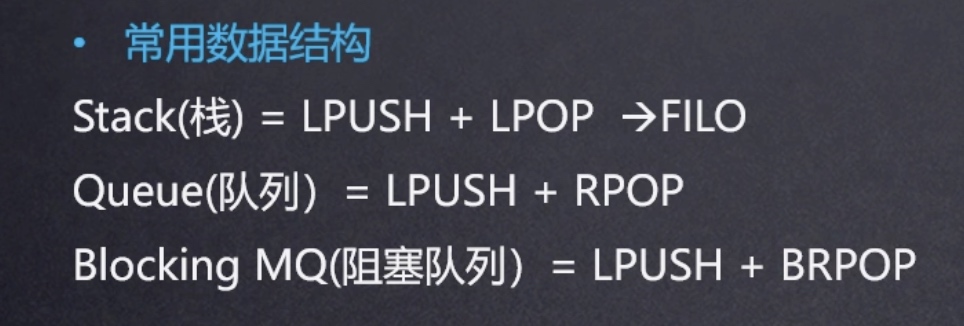 • 常用数据结构
Stack(栈) = LPUSH + LPOP →FILO
Queue(队列） = LPUSH + RPOP
Blocking MQ(阻塞队列） = LPUSH + BRPOP